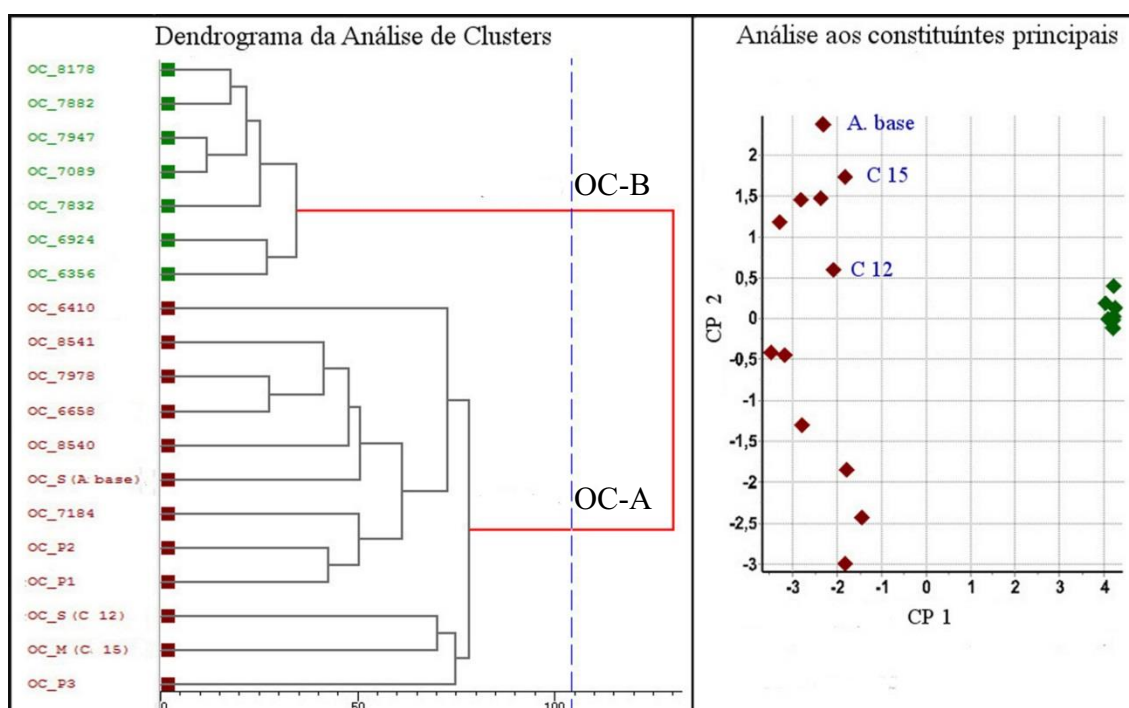 Dendrograma da Análise de Clusters
OC_8178
OC_7882
OC_7947
OC_7089
OC_7832
OC_6924
OC_6356
OC_6410
OC_8541
OC_7978
OC_6658
OC_8540
OC_S (A. base)
OC_7184
OC_P2
OC_P1
OC_S (C 12)
OC_M (C. 15)
OC_P3
OC-B
OC-A
0 50 100
Análise aos constituíntes principais
A. base
C 15
C 12
CP 2
2
1,5
1
0,5
0
-0,5
-1
-1,5
-2
-2,5
-3
-3 -2 -1 0 1 2 3 4
CP 1